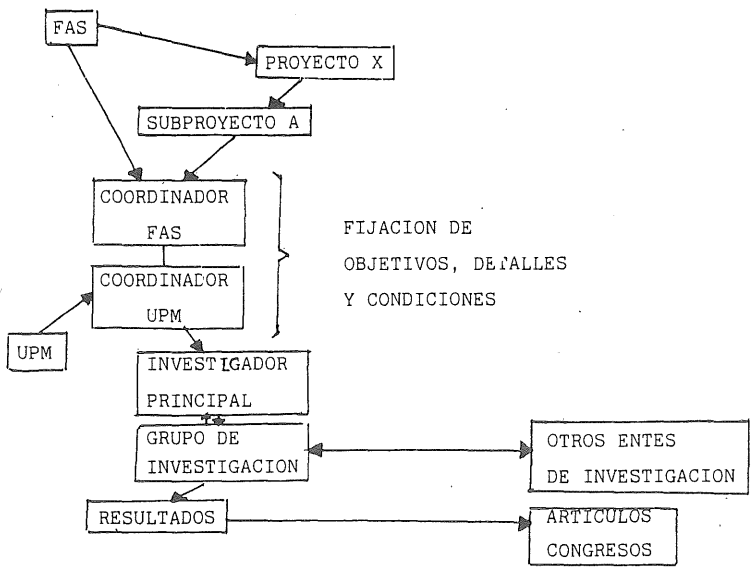 FAS
PROYECTO X
SUBPROYECTO A
COORDINADOR
FAS
COORDINADOR
UPM
FIJACION DE
OBJETIVOS, DETALLES
Y CONDICIONES
UPM
INVESTIGADOR
PRINCIPAL
GRUPO DE
INVESTIGACION
OTROS ENTES
DE INVESTIGACION
RESULTADOS
ARTICULOS
CONGRESOS